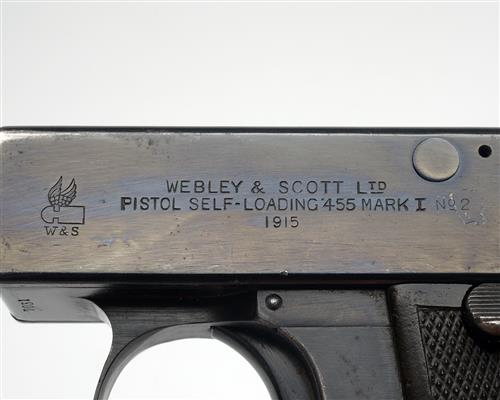 WEBLEY & SCOTT LTD
PISTOL SELF-LOADING .455 MARK I No2
1915
W&S